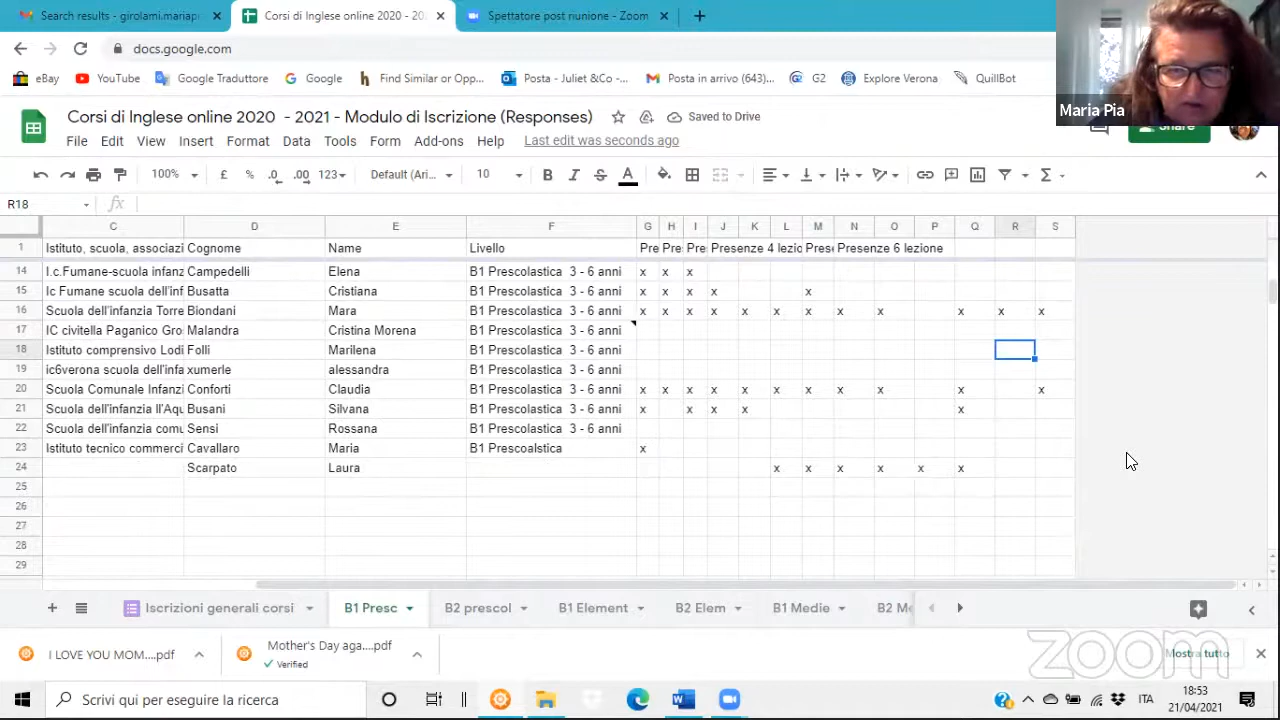 Search results - girolami.mariap
Corsi di Inglese online 2020 - 20
Spettatore post riunione - Zoom
docs.google.com
eBay YouTube Google Traduttore Google Find Similar or Opp... Posta - Juliet &Co -... Posta in arrivo (643)... G2 Explore Verona QuillBot
Maria Pia
Corsi di Inglese online 2020 - 2021 - Modulo di Iscrizione (Responses)
Saved to Drive
Share
File Edit View Insert Format Data Tools Form Add-ons Help Last edit was seconds ago
100% £ % .0 .00 123 Default (Ari... 10 B I S A
R18 fx
C D E F G H I J K L M N O P Q R S
1 Istituto, scuola, associazi Cognome Name Livello Pre Pre Pre Presenze 4 lezio Prese Presenze 6 lezione
14 I.c.Fumane-scuola infanz Campedelli Elena B1 Prescolastica 3 - 6 anni x x x
15 Ic Fumane scuola dell'inf Busatta Cristiana B1 Prescolastica 3 - 6 anni x x x x x
16 Scuola dell'infanzia Torre Biondani Mara B1 Prescolastica 3 - 6 anni x x x x x x x x x x x x
17 IC civitella Paganico Gro Malandra Cristina Morena B1 Prescolastica 3 - 6 anni
18 Istituto comprensivo Lodi Folli Marilena B1 Prescolastica 3 - 6 anni
19 ic6verona scuola dell'infa xumerle alessandra B1 Prescolastica 3 - 6 anni
20 Scuola Comunale Infanzi Conforti Claudia B1 Prescolastica 3 - 6 anni x x x x x x x x x x x
21 Scuola dell'infanzia Il'Aqu Busani Silvana B1 Prescolastica 3 - 6 anni x x x x x
22 Scuola dell'infanzia comu Sensi Rossana B1 Prescolastica 3 - 6 anni
23 Istituto tecnico commerci Cavallaro Maria B1 Prescoalstica x
24 Scarpato Laura x x x x x x
25
26
27
28
29
Iscrizioni generali corsi B1 Presc B2 prescol B1 Element B2 Elem B1 Medie B2 Me
I LOVE YOU MOM....pdf
Mother's Day aga....pdf
Verified
Mostra tutto
zoom
Scrivi qui per eseguire la ricerca
ITA
18:53
21/04/2021